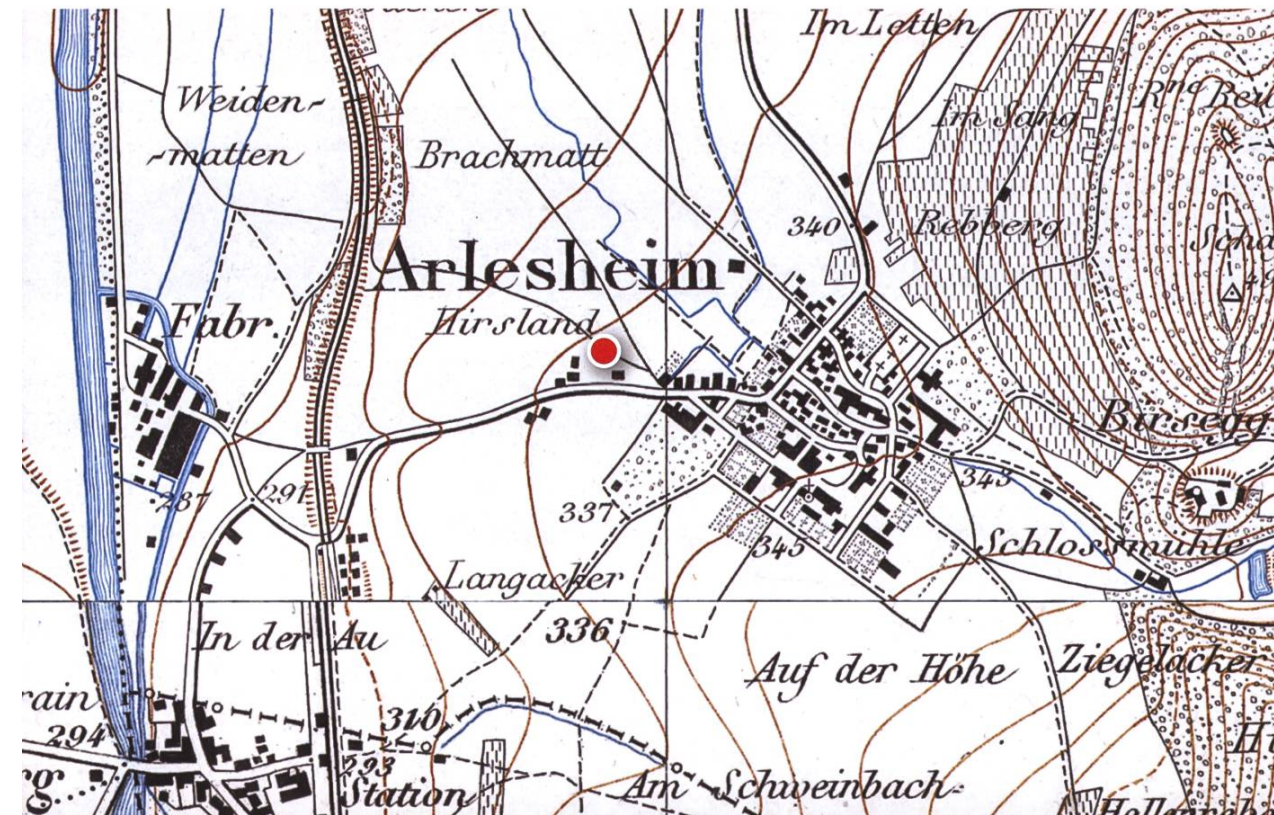 Im Letten
Weiden-
-matten
Brachmatt
Im Sang
340
Rebberg
Arlesheim
Fabr.
Hirsland
Birsegg
287
291
337
345
343
Schlossmühle
Langacker
336
In der Au
Auf der Höhe
Ziegelacker
310
294
293
Station
Am Schweinbach